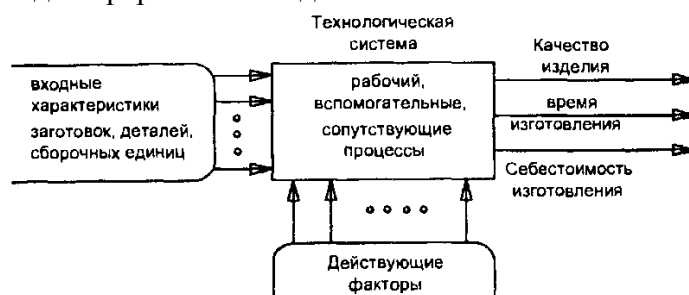 Технологическая
система
входные
характеристики
заготовок, деталей,
сборочных единиц
рабочий,
вспомогательные,
сопутствующие
процессы
Качество
изделия
время
изготовления
Себестоимость
изготовления
Действующие
факторы